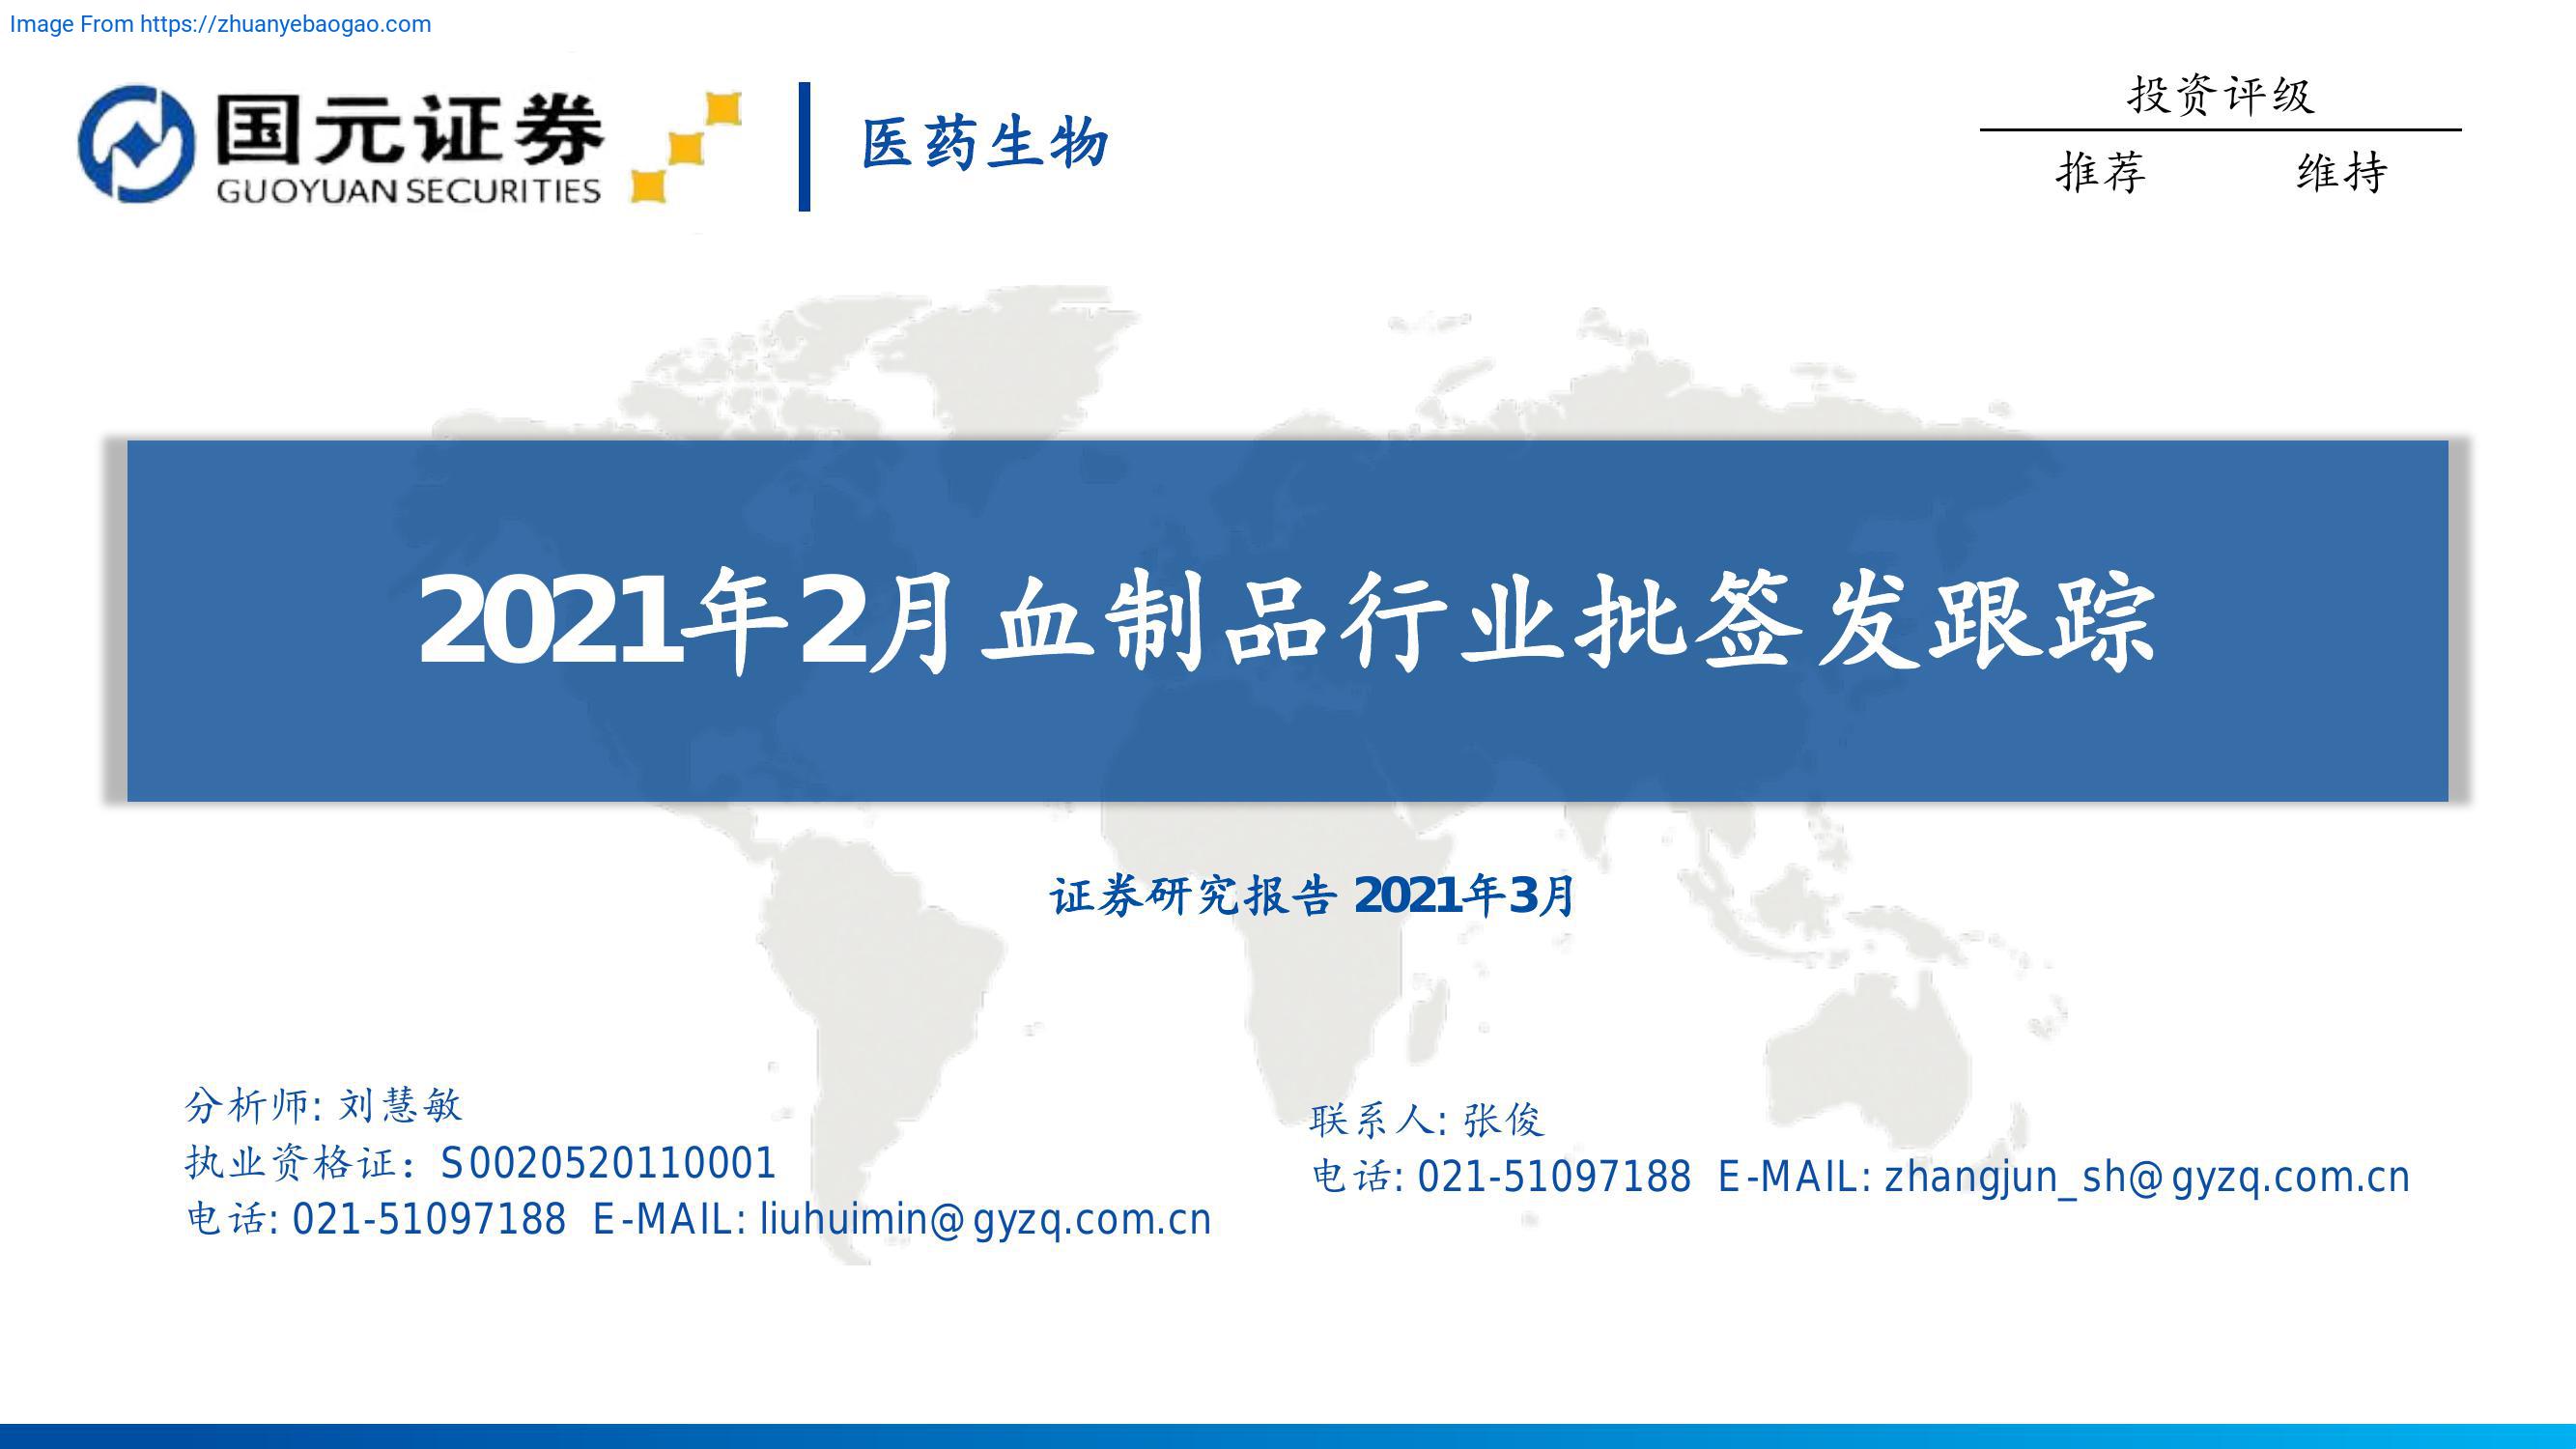 Image From https://zhuanyebaogao.com
国元证券
GUOYUAN SECURITIES
医药生物
投资评级
推荐 维持
2021年2月血制品行业批签发跟踪
证券研究报告 2021年3月
分析师: 刘慧敏
执业资格证：S0020520110001
电话: 021-51097188 E-MAIL: liuhuimin@gyzq.com.cn
联系人: 张俊
电话: 021-51097188 E-MAIL: zhangjun_sh@gyzq.com.cn